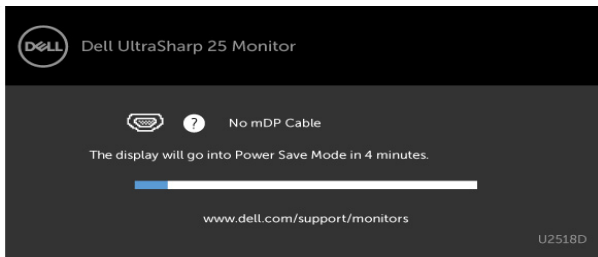 DELL
Dell UltraSharp 25 Monitor
? No mDP Cable
The display will go into Power Save Mode in 4 minutes.
www.dell.com/support/monitors
U2518D